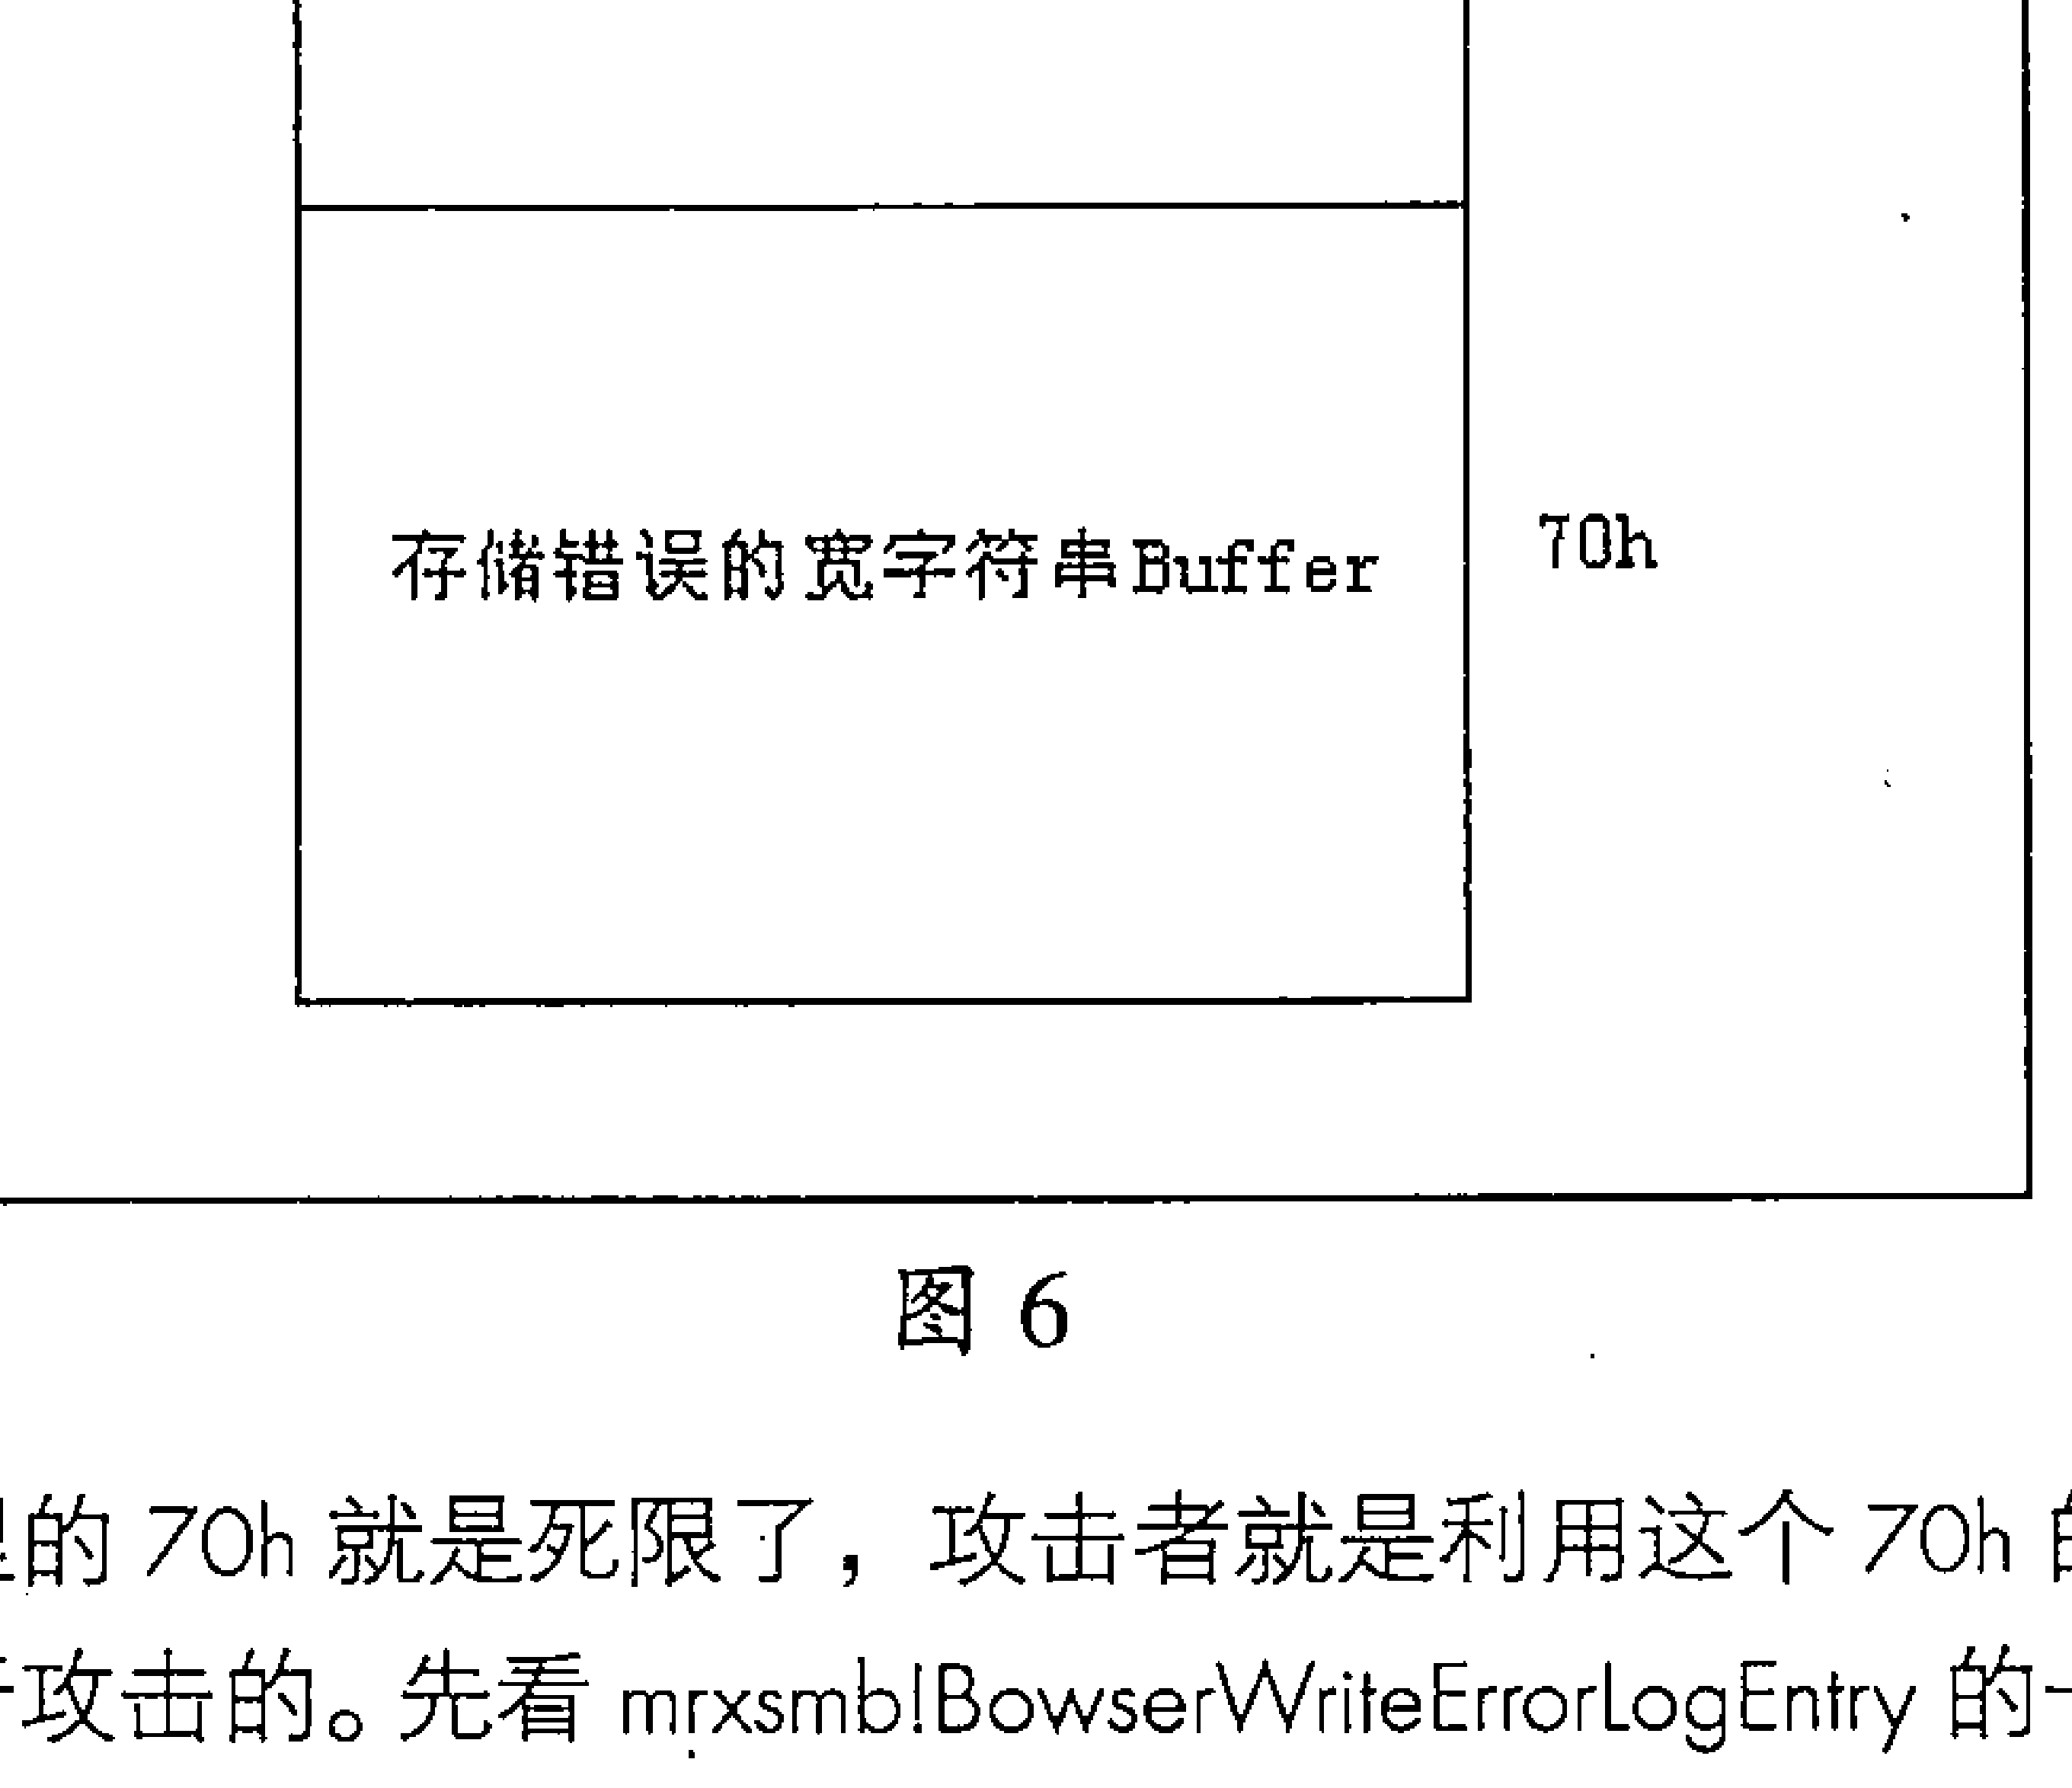 存储错误的宽字符串Buffer 70h
图 6
的 70h 就是死限了，攻击者就是利用这个 70h 的
攻击的。先看 mrxsmb!BowserWriteErrorLogEntry 的